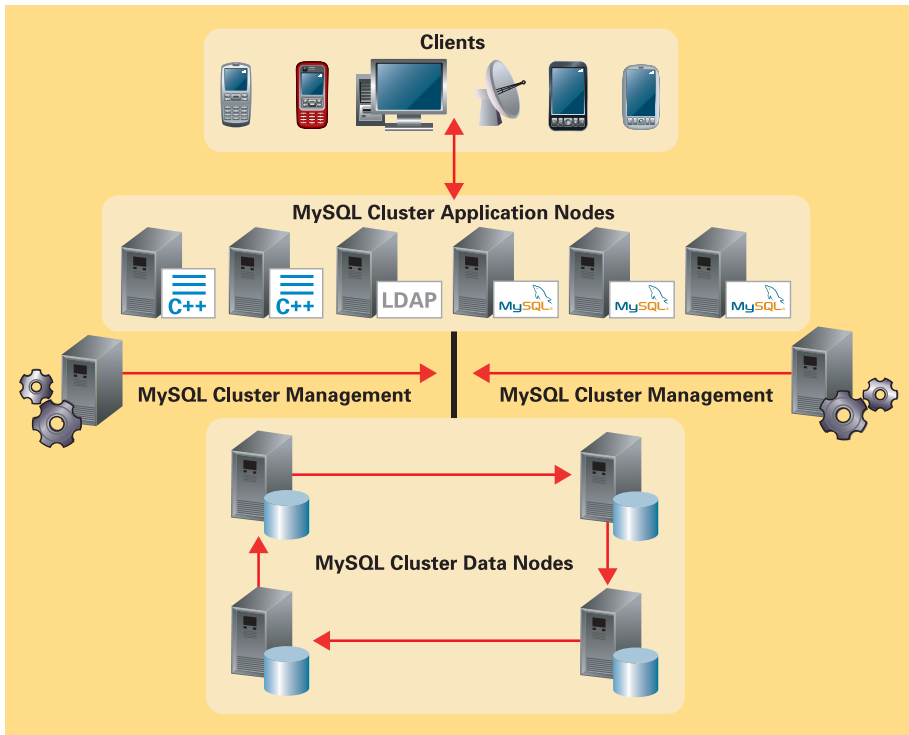 Clients
MySQL Cluster Application Nodes
C++
C++
LDAP
MySQL
MySQL
MySQL
MySQL Cluster Management
MySQL Cluster Management
MySQL Cluster Data Nodes